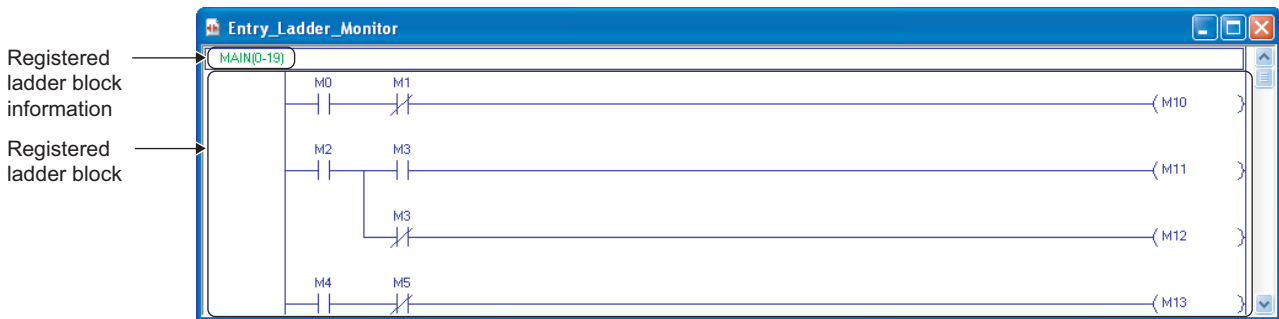 Entry_Ladder_Monitor
Registered
ladder block
information
MAIN(0-19)
M0 M1
( M10 )
Registered
ladder block
M2 M3
( M11 )
M3
( M12 )
M4 M5
( M13 )